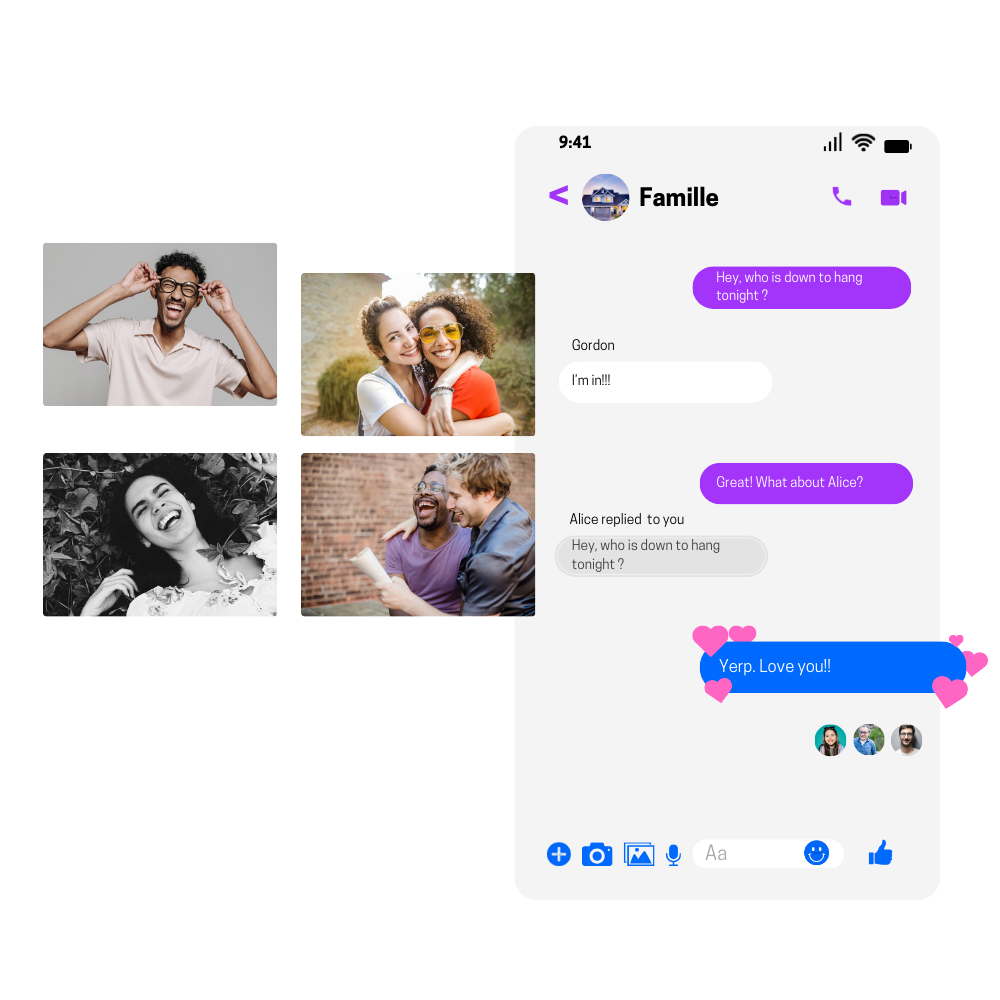 9:41
< Famille
Hey, who is down to hang
tonight ?
Gordon
I'm in!!!
Great! What about Alice?
Alice replied  to you
Hey, who is down to hang
tonight ?
Yerp. Love you!!
Aa